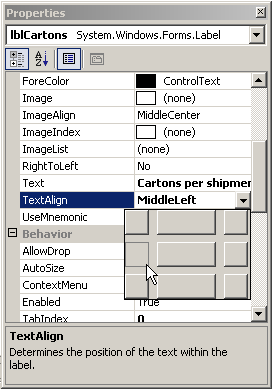 Properties
lblCartons System.Windows.Forms.Label
ForeColor ControlText
Image (none)
ImageAlign MiddleCenter
ImageIndex (none)
ImageList (none)
RightToLeft No
Text Cartons per shipme
TextAlign MiddleLeft
UseMnemonic
Behavior
AllowDrop
AutoSize
ContextMenu
Enabled True
TabIndex 0
TextAlign
Determines the position of the text within the
label.